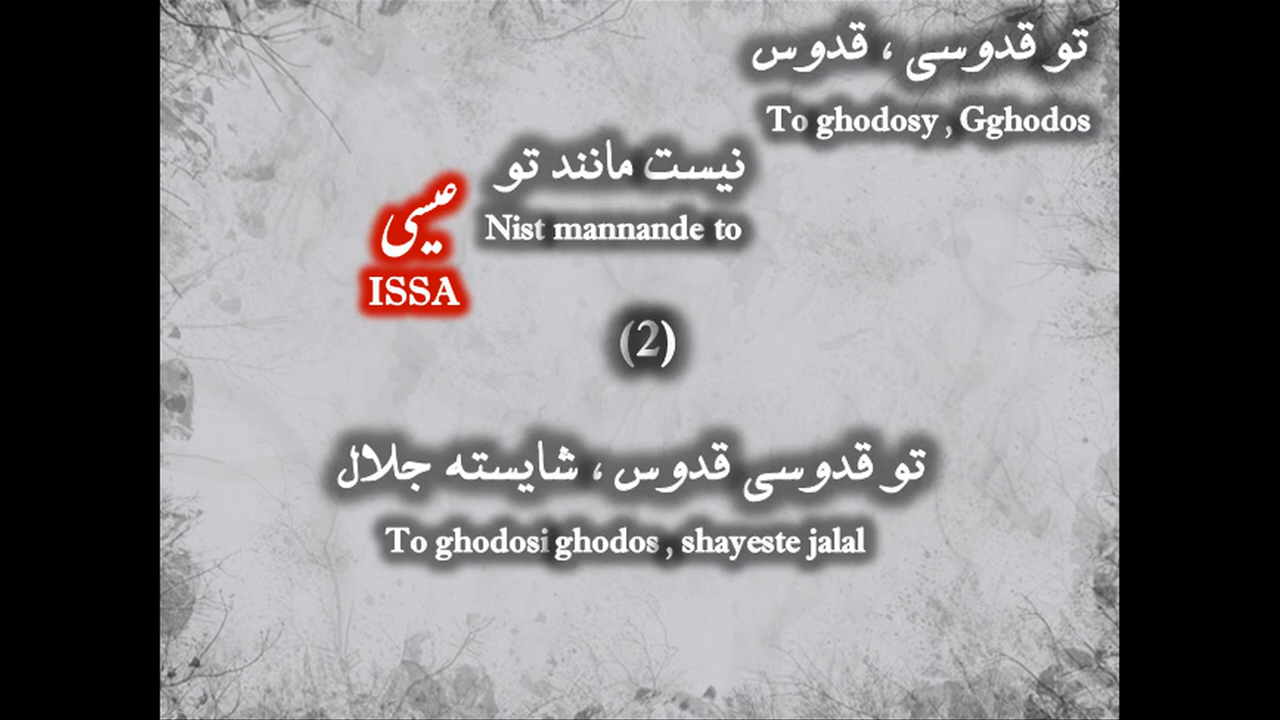 تو قدوسی ، قدوس
To ghodosy , Gghodos
نیست مانند تو
Nist mannande to
عیسی
ISSA
(2)
تو قدوسی قدوس ، شایسته جلال
To ghodosi ghodos , shayeste jalal